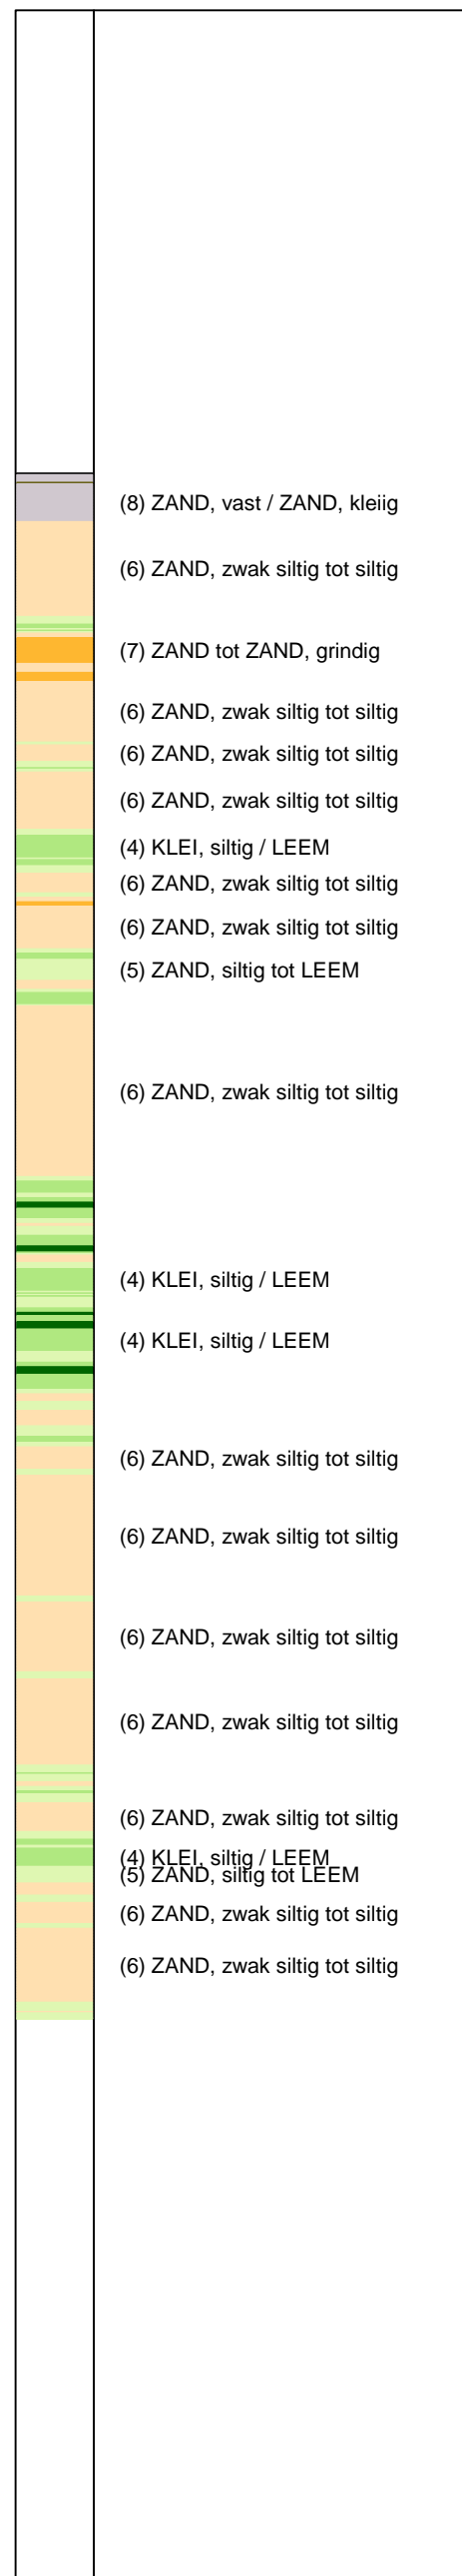 (8) ZAND, vast / ZAND, kleiig
(6) ZAND, zwak siltig tot siltig
(7) ZAND tot ZAND, grindig
(6) ZAND, zwak siltig tot siltig
(6) ZAND, zwak siltig tot siltig
(6) ZAND, zwak siltig tot siltig
(4) KLEI, siltig / LEEM
(6) ZAND, zwak siltig tot siltig
(6) ZAND, zwak siltig tot siltig
(5) ZAND, siltig tot LEEM
(6) ZAND, zwak siltig tot siltig
(4) KLEI, siltig / LEEM
(4) KLEI, siltig / LEEM
(6) ZAND, zwak siltig tot siltig
(6) ZAND, zwak siltig tot siltig
(6) ZAND, zwak siltig tot siltig
(6) ZAND, zwak siltig tot siltig
(6) ZAND, zwak siltig tot siltig
(4) KLEI, siltig / LEEM
(5) ZAND, siltig tot LEEM
(6) ZAND, zwak siltig tot siltig
(6) ZAND, zwak siltig tot siltig